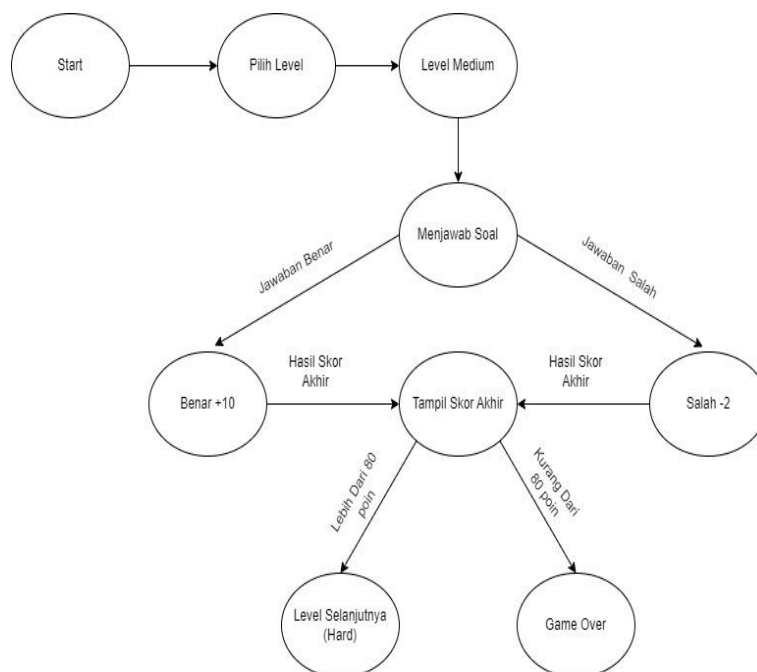 Start
Pilih Level
Level Medium
Menjawab Soal
Jawaban Benar
Jawaban Salah
Benar +10
Hasil Skor
Akhir
Tampil Skor Akhir
Hasil Skor
Akhir
Salah -2
Lebih Dari 80
poin
Kurang Dari
80 poin
Level Selanjutnya
(Hard)
Game Over